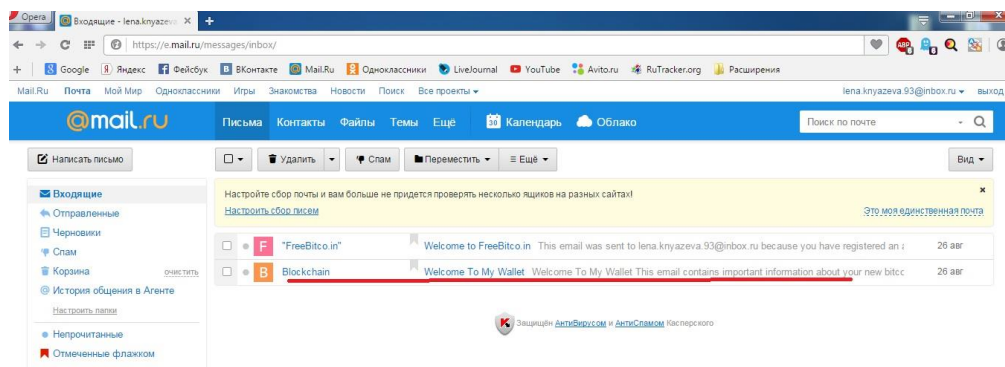 Opera
Входящие - lena.knyazev
https://e.mail.ru/messages/inbox/
ABP
Google Яндекс Фейсбук ВКонтакте Mail.Ru Одноклассники LiveJournal YouTube Avito.ru RuTracker.org Расширения
Mail.Ru Почта Мой Мир Одноклассники Игры Знакомства Новости Поиск Все проекты lena.knyazeva.93@inbox.ru выход
@mail.ru Письма Контакты Файлы Темы Ещё 30 Календарь Облако Поиск по почте
Написать письмо Удалить Спам Переместить Ещё Вид
Входящие
Отправленные
Черновики
Спам
Корзина очистить
История общения в Агенте
Настроить папки
Непрочитанные
Отмеченные флажком
Настройте сбор почты и вам больше не придется проверять несколько ящиков на разных сайтах!
Настроить сбор писем Это моя единственная почта
F "FreeBitco.in" Welcome to FreeBitco.in This email was sent to lena.knyazeva.93@inbox.ru because you have registered an a 26 авг
B Blockchain Welcome To My Wallet Welcome To My Wallet This email contains important information about your new bitcc 26 авг
Защищён АнтиВирусом и АнтиСпамом Касперского